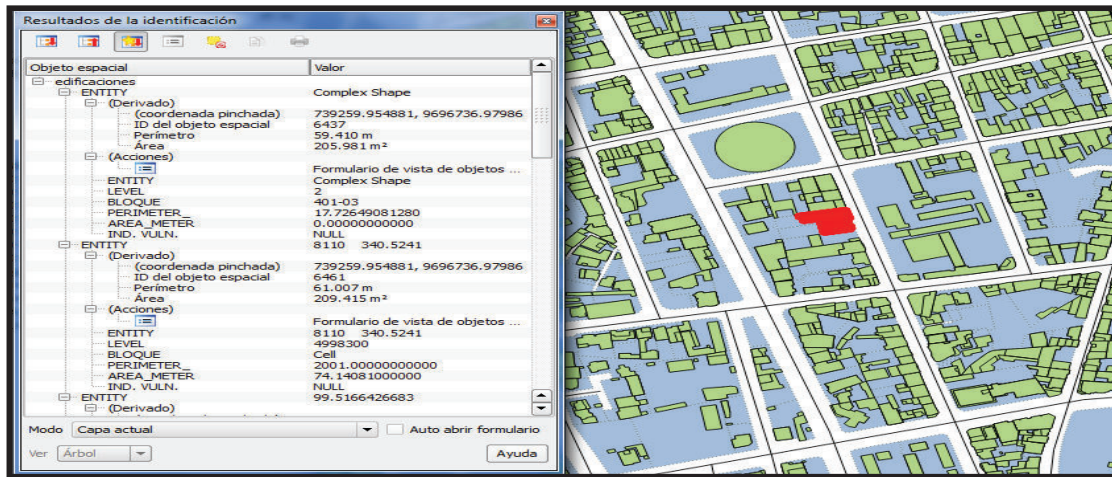 Resultados de la identificación
Objeto espacial Valor
edificaciones
ENTITY Complex Shape
(Derivado)
(coordenada pinchada) 739259.954881, 9696736.97986
ID del objeto espacial 6437
Perímetro 59.410 m
Área 205.981 m²
(Acciones)
Formulario de vista de objetos ...
ENTITY Complex Shape
LEVEL 2
BLOQUE 401-03
PERIMETER_ 17.72649081280
AREA_METER 0.00000000000
IND. VULN. NULL
ENTITY 8110 340.5241
(Derivado)
(coordenada pinchada) 739259.954881, 9696736.97986
ID del objeto espacial 6461
Perímetro 61.007 m
Área 209.415 m²
(Acciones)
Formulario de vista de objetos ...
ENTITY 8110 340.5241
LEVEL 4998300
BLOQUE Cell
PERIMETER_ 2001.00000000000
AREA_METER 74.14081000000
IND. VULN. NULL
ENTITY 99.5166426683
(Derivado)
Modo Capa actual Auto abrir formulario
Ver Árbol Ayuda